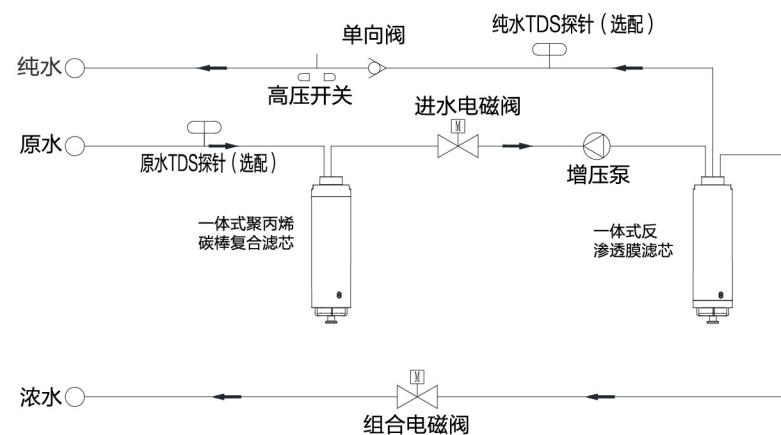 纯水TDS探针（选配）
单向阀
纯水
高压开关
进水电磁阀
M
原水
原水TDS探针（选配）
增压泵
一体式聚丙烯
碳棒复合滤芯
一体式反
渗透膜滤芯
M
浓水
组合电磁阀